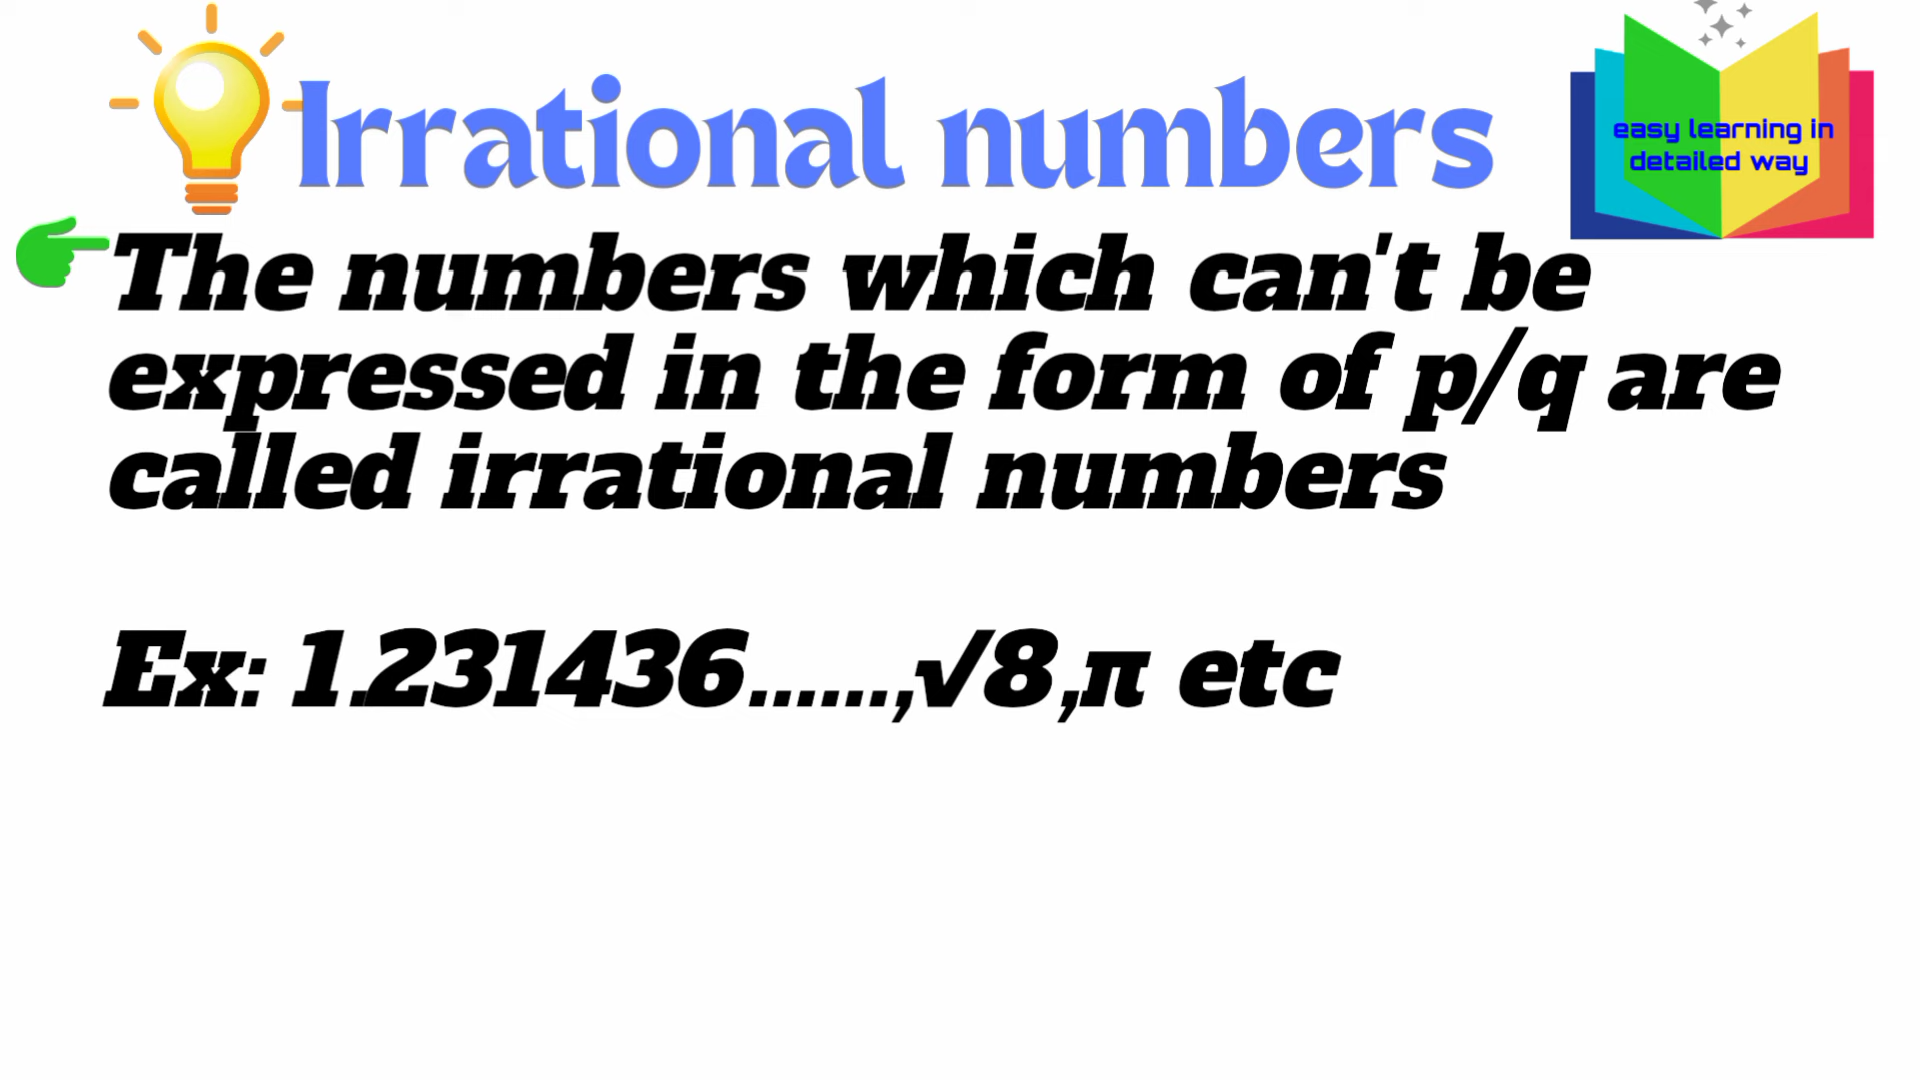 Irrational numbers
easy learning in
detailed way
The numbers which can't be
expressed in the form of p/q are
called irrational numbers
Ex: 1.231436......,√8,π etc